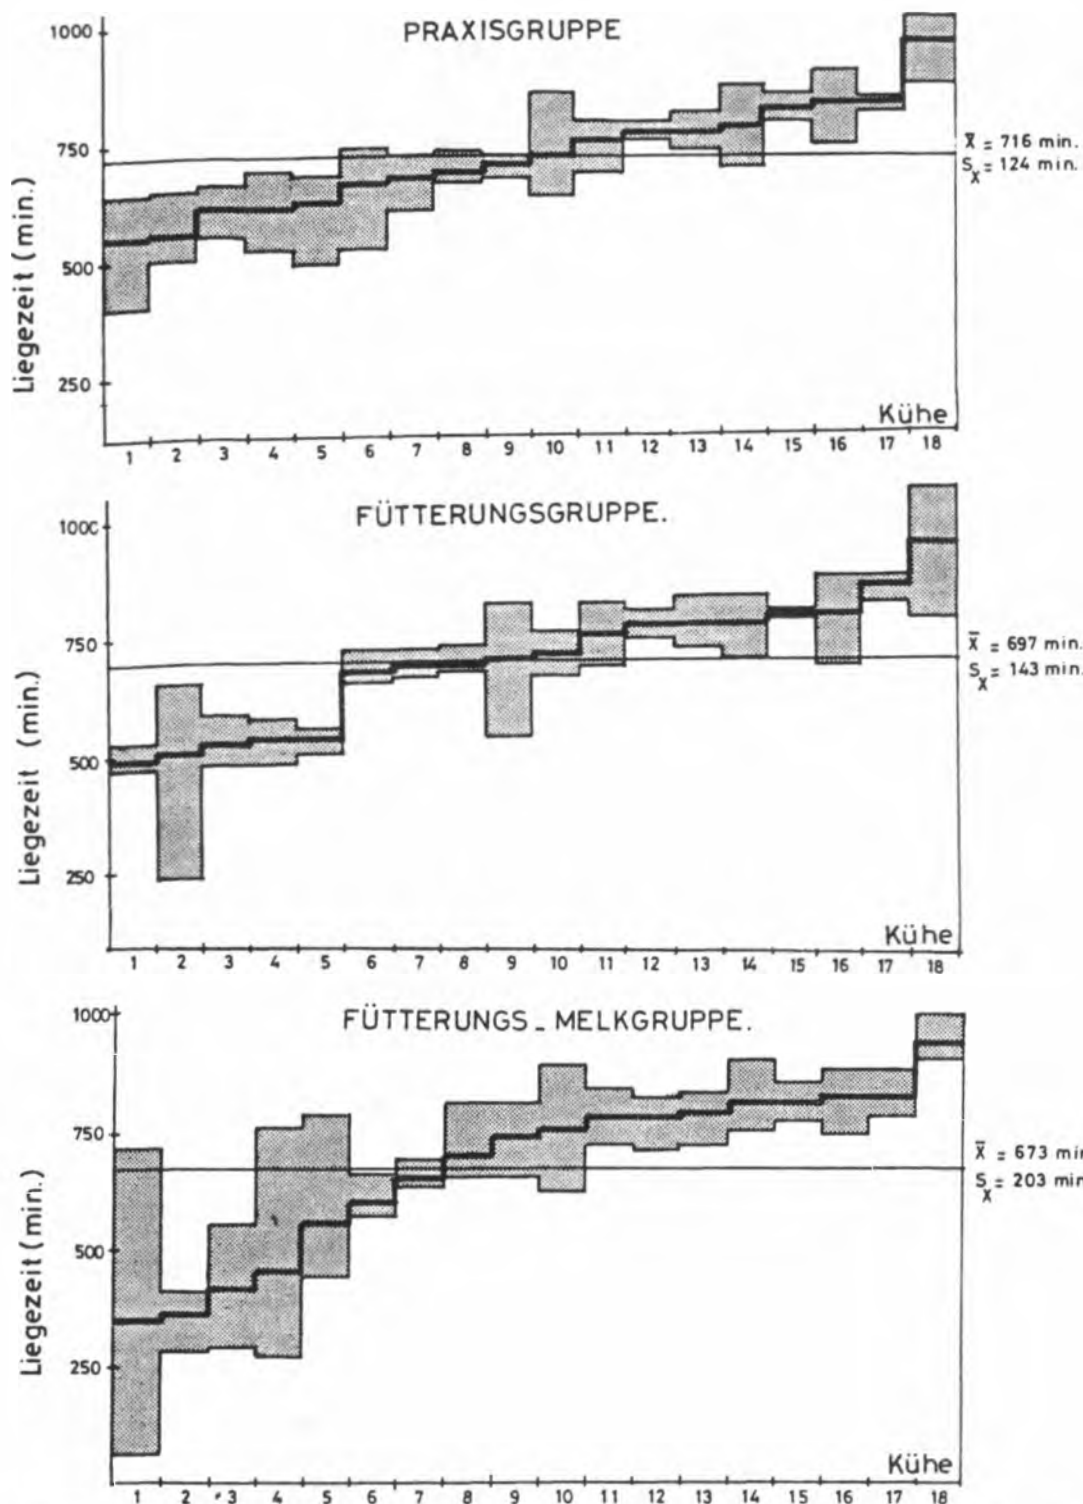 PRAXISGRUPPE
1000
750
500
250
Liegezeit (min.)
X̄ = 716 min.
Sx = 124 min.
Kühe
1 2 3 4 5 6 7 8 9 10 11 12 13 14 15 16 17 18
FÜTTERUNGSGRUPPE.
1000
750
500
250
Liegezeit (min.)
X̄ = 697 min.
Sx = 143 min.
Kühe
1 2 3 4 5 6 7 8 9 10 11 12 13 14 15 16 17 18
FÜTTERUNGS_MELKGRUPPE.
1000
750
500
250
Liegezeit (min.)
X̄ = 673 min
Sx = 203 min
Kühe
1 2 3 4 5 6 7 8 9 10 11 12 13 14 15 16 17 18